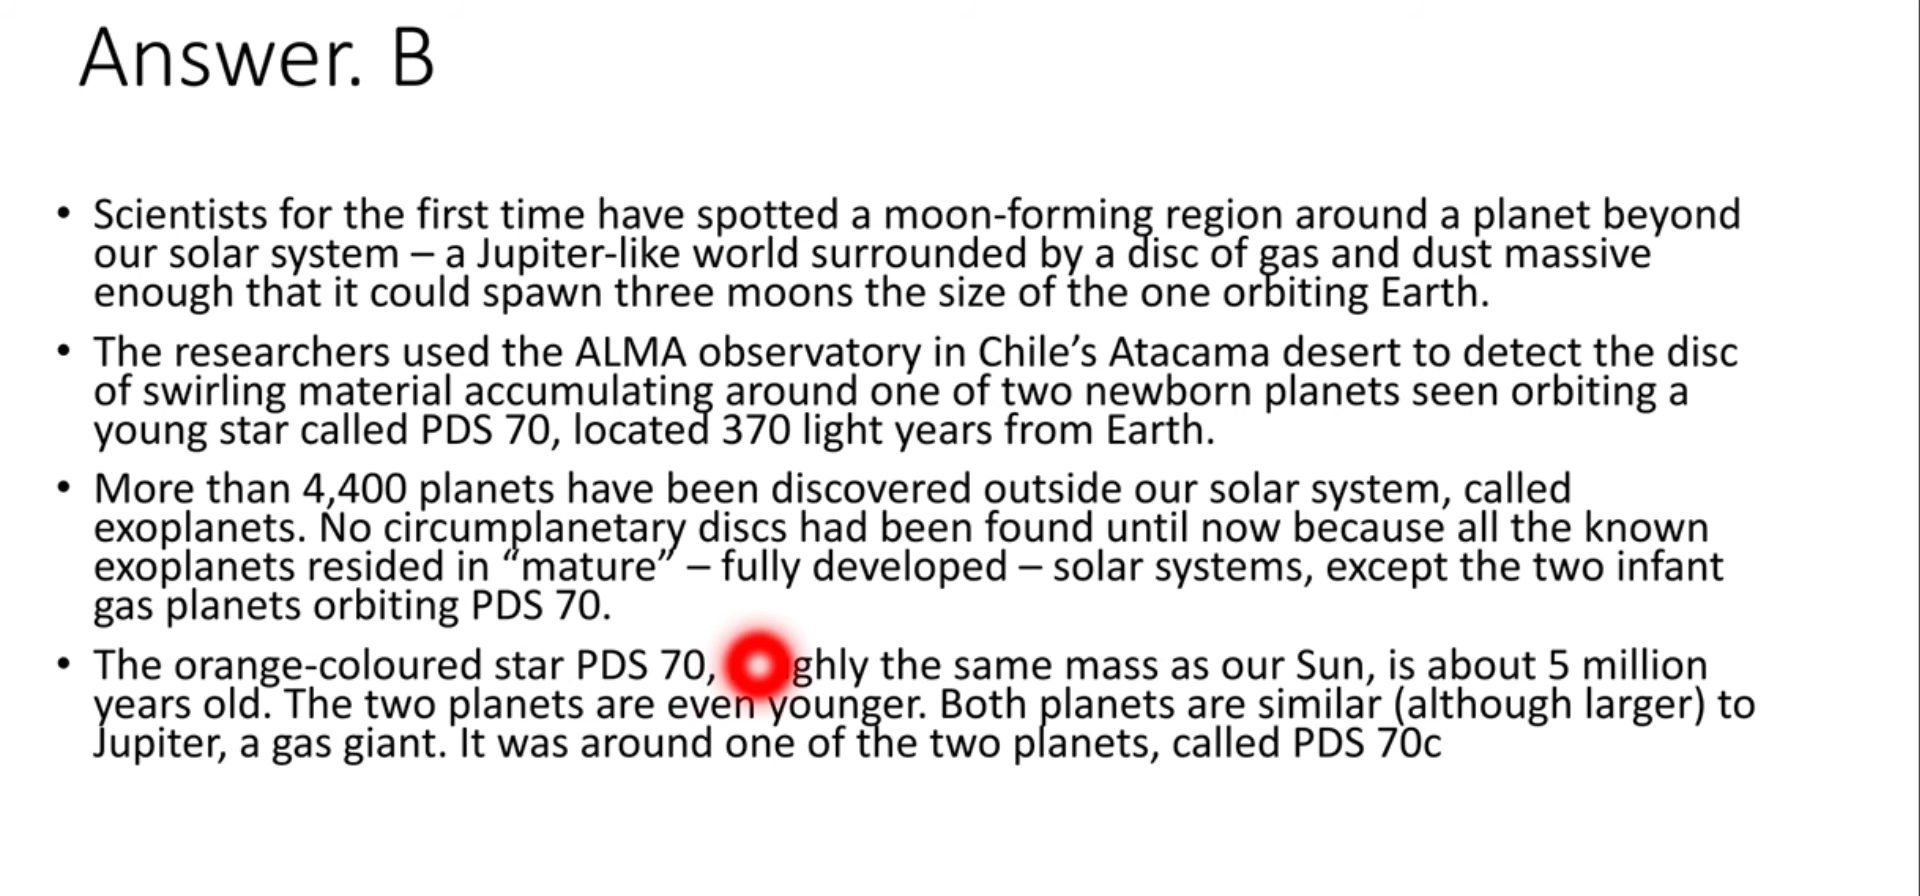 Answer. B
• Scientists for the first time have spotted a moon-forming region around a planet beyond
our solar system – a Jupiter-like world surrounded by a disc of gas and dust massive
enough that it could spawn three moons the size of the one orbiting Earth.
• The researchers used the ALMA observatory in Chile’s Atacama desert to detect the disc
of swirling material accumulating around one of two newborn planets seen orbiting a
young star called PDS 70, located 370 light years from Earth.
• More than 4,400 planets have been discovered outside our solar system, called
exoplanets. No circumplanetary discs had been found until now because all the known
exoplanets resided in “mature” – fully developed – solar systems, except the two infant
gas planets orbiting PDS 70.
• The orange-coloured star PDS 70, ghly the same mass as our Sun, is about 5 million
years old. The two planets are even younger. Both planets are similar (although larger) to
Jupiter, a gas giant. It was around one of the two planets, called PDS 70c